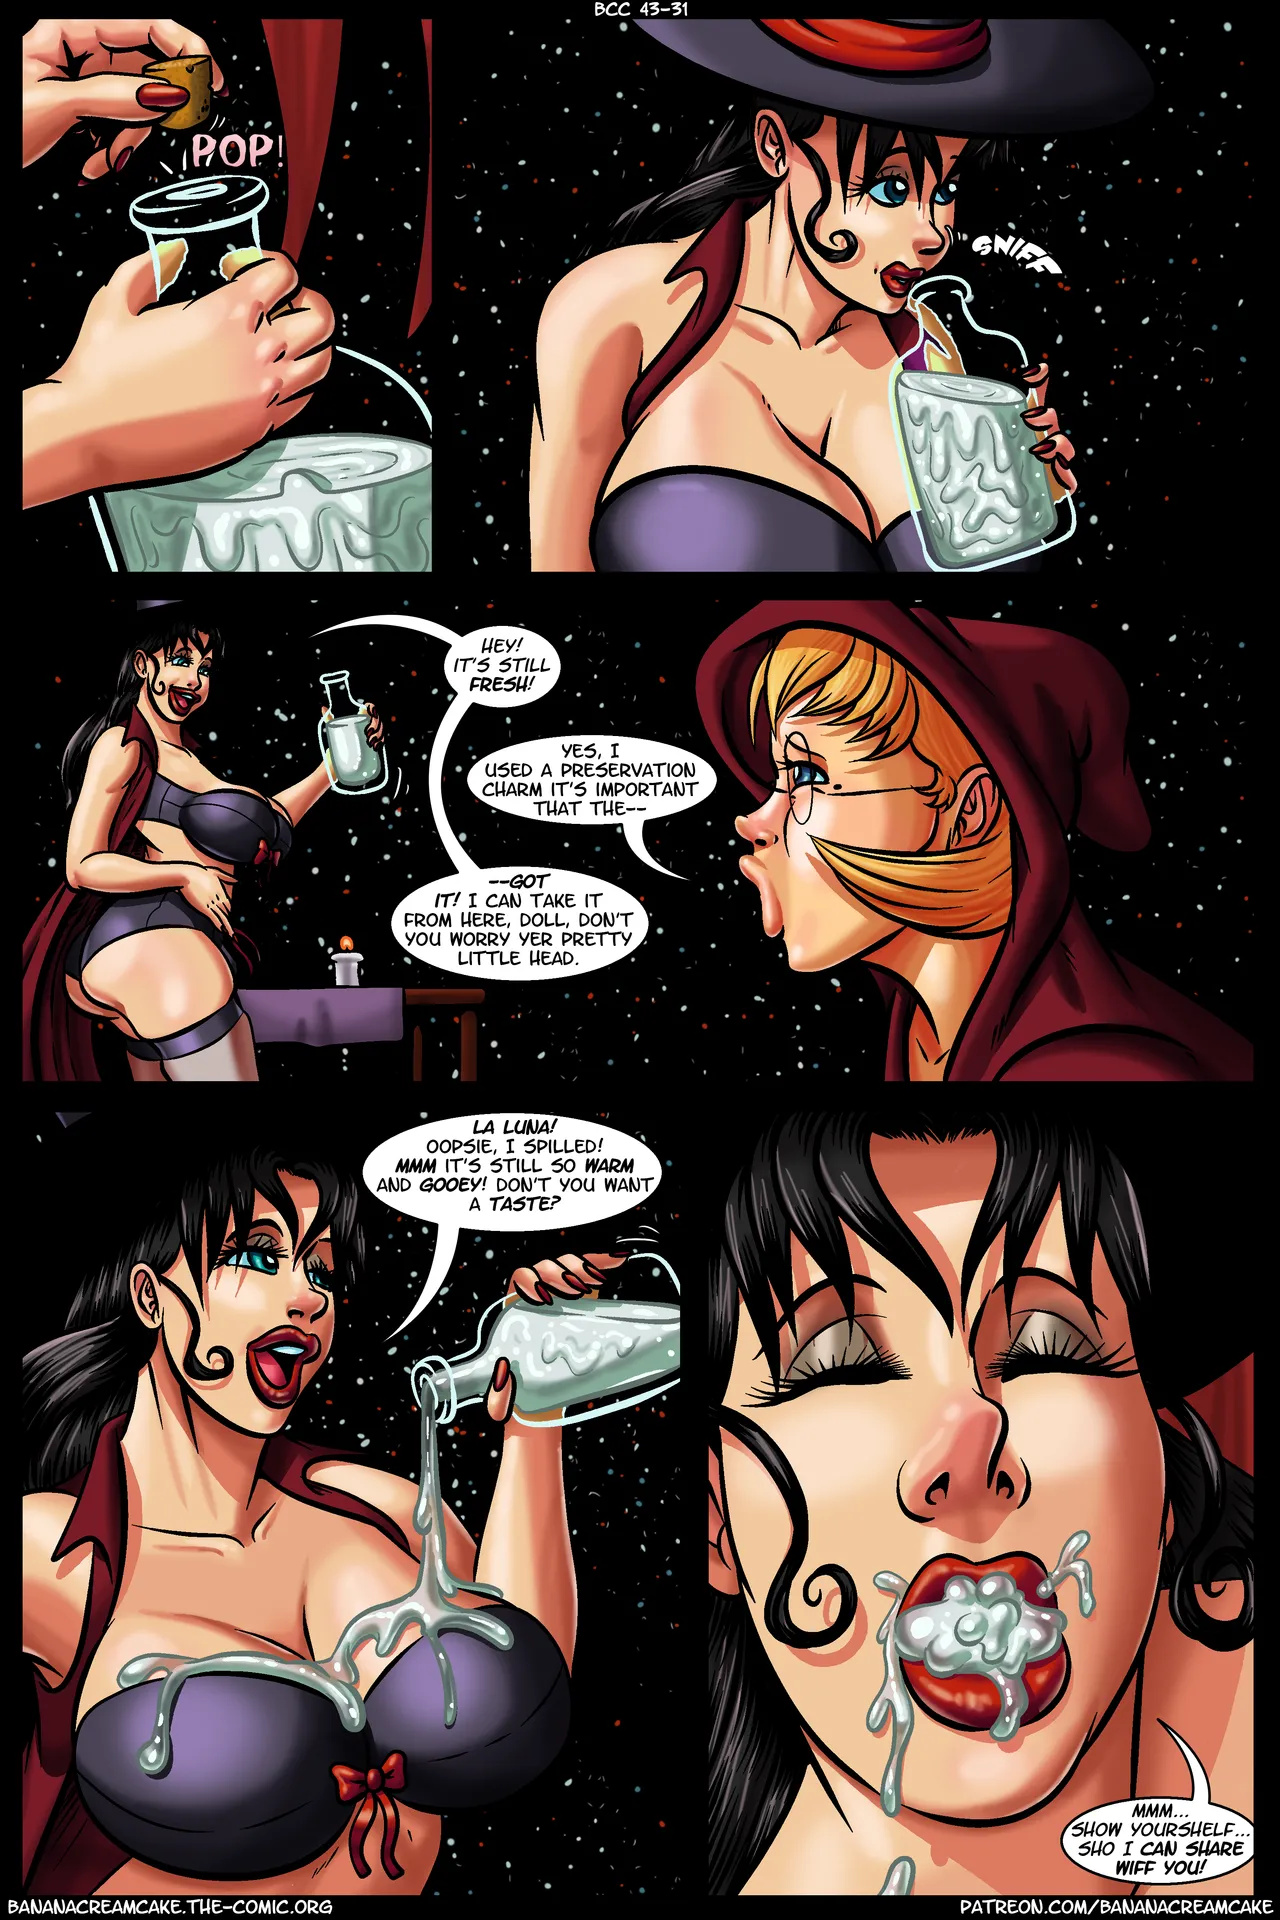 BCC 43-31
POP!
SNIFF
HEY!
IT'S STILL
FRESH!
YES, I
USED A PRESERVATION
CHARM IT'S IMPORTANT
THAT THE--
--GOT
IT! I CAN TAKE IT
FROM HERE, DOLL, DON'T
YOU WORRY YER PRETTY
LITTLE HEAD.
LA LUNA!
OOPSIE, I SPILLED!
MMM IT'S STILL SO WARM
AND GOOEY! DON'T YOU WANT
A TASTE?
MMM...
SHOW YOURSHELF...
SHO I CAN SHARE
WIFF YOU!
BANANACREAMCAKE.THE-COMIC.ORG
PATREON.COM/BANANACREAMCAKE